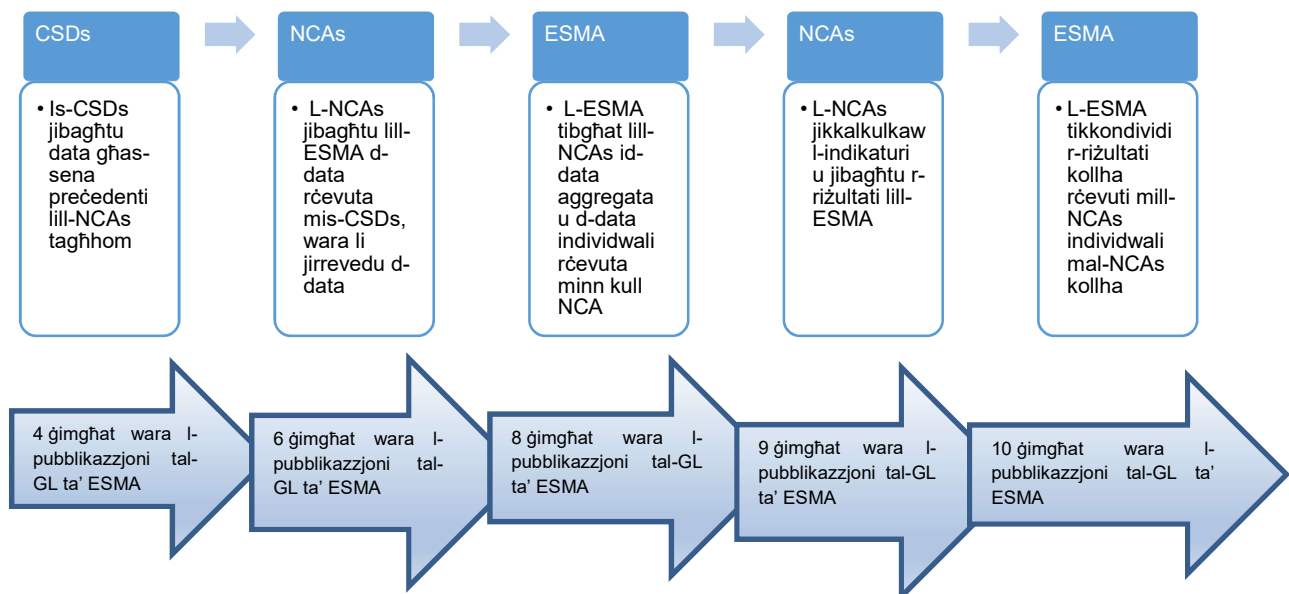 CSDs
NCAs
ESMA
NCAs
ESMA
• Is-CSDs
jibagħtu
data għas-
sena
preċedenti
lill-NCAs
tagħhom
• L-NCAs
jibagħtu lill-
ESMA d-
data
rċevuta
mis-CSDs,
wara li
jirrevedu d-
data
• L-ESMA
tibgħat lill-
NCAs id-
data
aggregata
u d-data
individwali
rċevuta
minn kull
NCA
• L-NCAs
jikkalkulkaw
l-indikaturi
u jibagħtu r-
riżultati lill-
ESMA
• L-ESMA
tikkondividi
r-riżultati
kollha
rċevuti mill-
NCAs
individwali
mal-NCAs
kollha
4 ġimgħat wara l-
pubblikazzjoni tal-
GL ta’ ESMA
6 ġimgħat wara l-
pubblikazzjoni tal-
GL ta’ ESMA
8 ġimgħat wara l-
pubblikazzjoni tal-GL
ta’ ESMA
9 ġimgħat wara l-
pubblikazzjoni tal-GL
ta’ ESMA
10 ġimgħat wara l-
pubblikazzjoni tal-GL ta’
ESMA